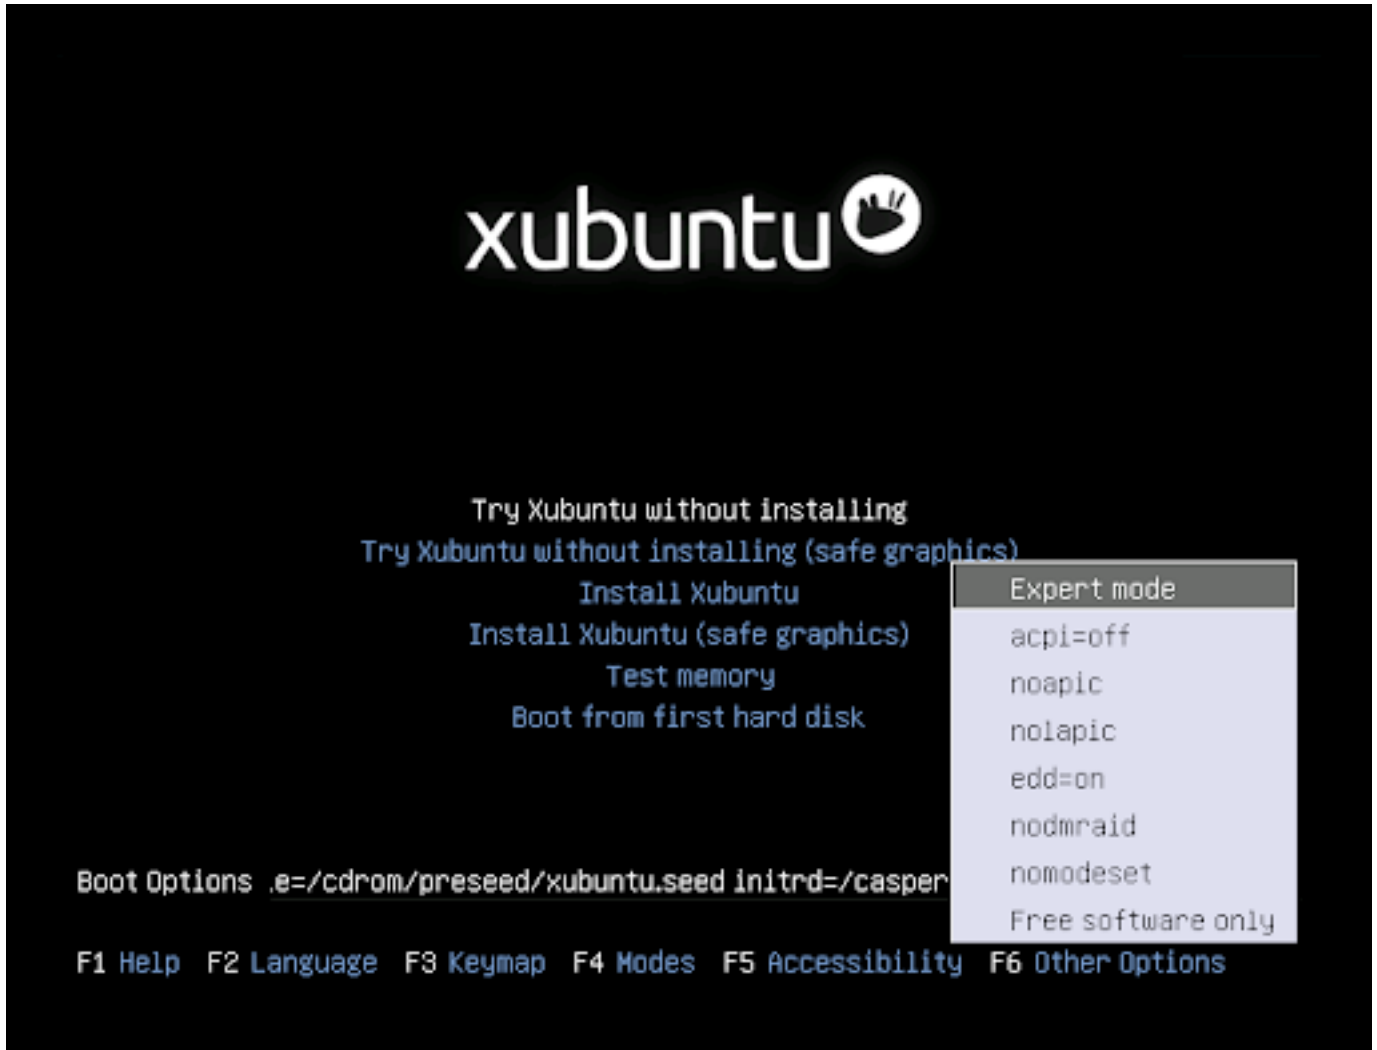 xubuntu
Try Xubuntu without installing
Try Xubuntu without installing (safe graphics)
Install Xubuntu
Install Xubuntu (safe graphics)
Test memory
Boot from first hard disk
Expert mode
acpi=off
noapic
nolapic
edd=on
nodmraid
nomodeset
Free software only
Boot Options .e=/cdrom/preseed/xubuntu.seed initrd=/casper
F1 Help F2 Language F3 Keymap F4 Modes F5 Accessibility F6 Other Options